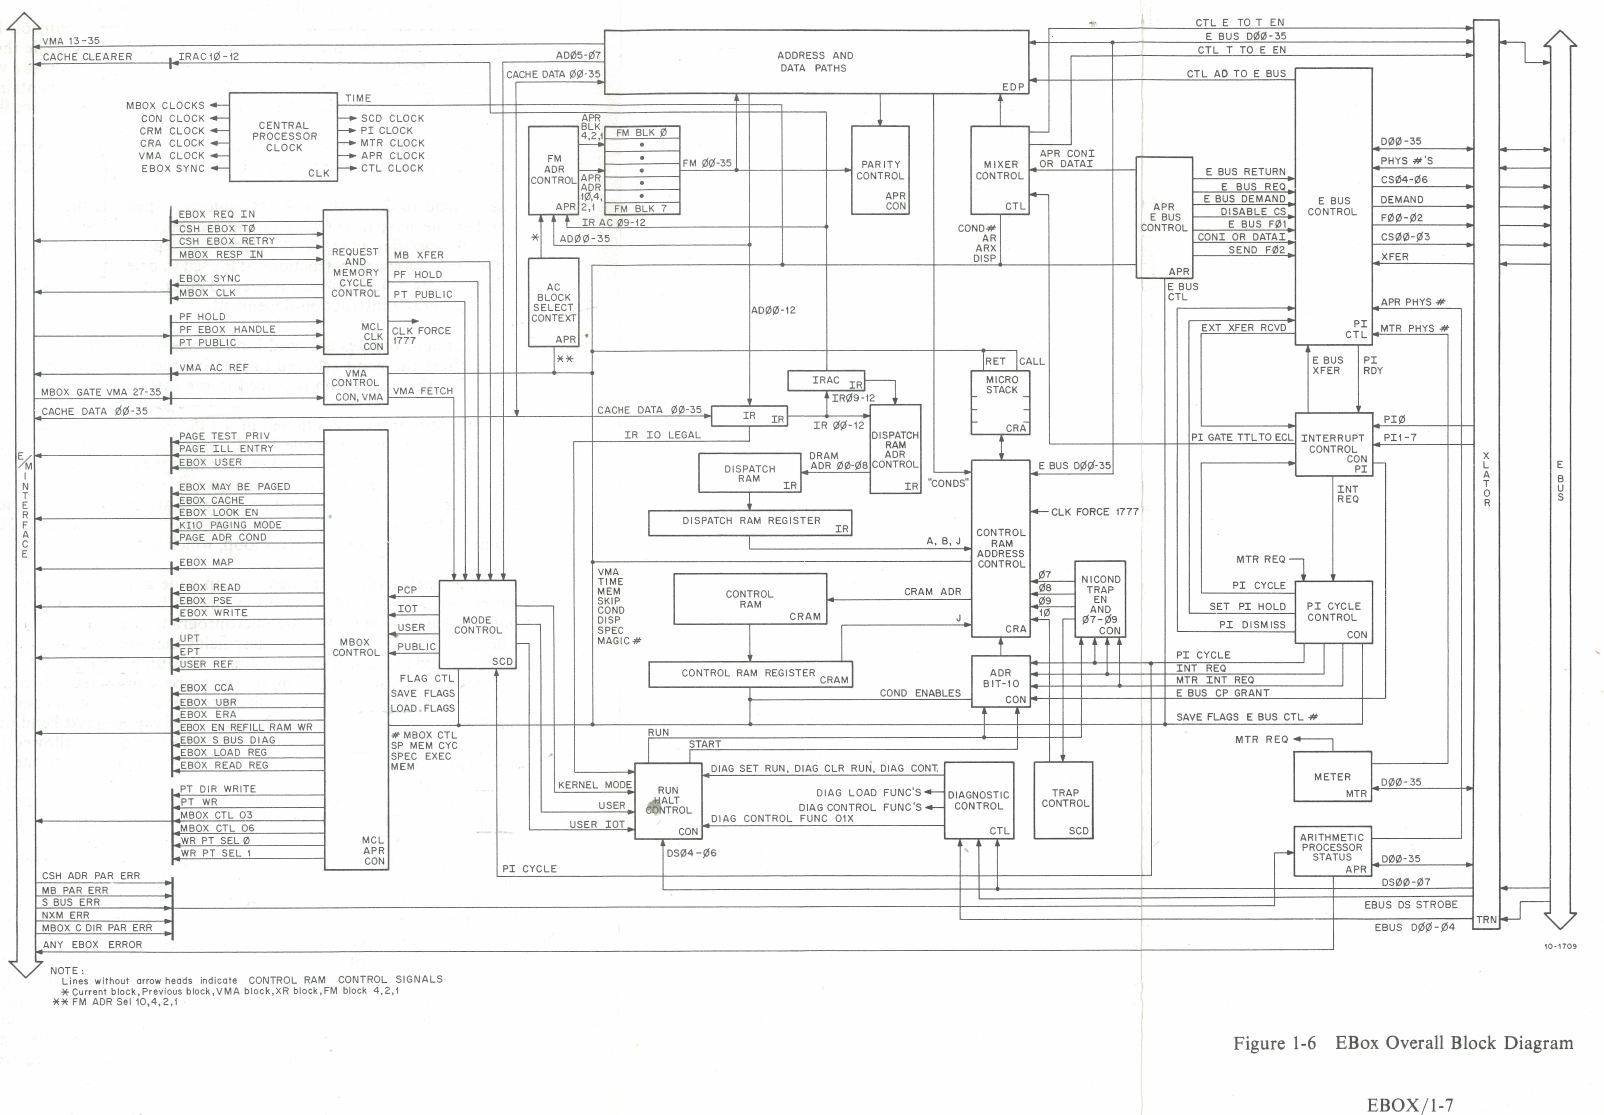 VMA 13-35
CACHE CLEARER
IRAC1Ø-12
ADØ5-Ø7
CACHE DATA ØØ-35
ADDRESS AND
DATA PATHS
EDP
CTL E TO T EN
E BUS DØØ-35
CTL T TO E EN
CTL AD TO E BUS
MBOX CLOCKS
CON CLOCK
CRM CLOCK
CRA CLOCK
VMA CLOCK
EBOX SYNC
CENTRAL
PROCESSOR
CLOCK
CLK
TIME
SCD CLOCK
PI CLOCK
MTR CLOCK
APR CLOCK
CTL CLOCK
FM
ADR
CONTROL
APR
APR
BLK
4,2,1
APR
ADR
10,4,
2,1
FM BLK Ø
FM BLK 7
FM ØØ-35
IR AC Ø9-12
ADØØ-35
PARITY
CONTROL
APR
CON
MIXER
CONTROL
CTL
APR CONI
OR DATAI
COND #
AR
ARX
DISP
APR
E BUS
CONTROL
APR
E BUS
CTL
E BUS RETURN
E BUS REQ
E BUS DEMAND
DISABLE CS
E BUS FØ1
CONI OR DATAI
SEND FØ2
E BUS
CONTROL
PI
CTL
DØØ-35
PHYS #'S
CSØ4-Ø6
DEMAND
FØØ-Ø2
CSØØ-Ø3
XFER
APR PHYS #
MTR PHYS #
EXT XFER RCVD
EBOX REQ IN
CSH EBOX TØ
CSH EBOX RETRY
MBOX RESP IN
EBOX SYNC
MBOX CLK
PF HOLD
PF EBOX HANDLE
PT PUBLIC
REQUEST
AND
MEMORY
CYCLE
CONTROL
MCL
CLK
CON
MB XFER
PF HOLD
PT PUBLIC
CLK FORCE
1777
*
AC
BLOCK
SELECT
CONTEXT
APR
**
ADØØ-12
VMA AC REF
VMA
CONTROL
CON, VMA
VMA FETCH
MBOX GATE VMA 27-35
CACHE DATA ØØ-35
CACHE DATA ØØ-35
IR IO LEGAL
IR
IR
IRAC
IR
IRØ9-12
IR ØØ-12
DISPATCH
RAM
ADR
CONTROL
IR
DRAM
ADR ØØ-Ø8
DISPATCH
RAM
IR
DISPATCH RAM REGISTER
IR
A, B, J
RET
CALL
MICRO
STACK
CRA
"CONDS"
E BUS DØØ-35
CLK FORCE 1777
CONTROL
RAM
ADDRESS
CONTROL
CRA
CRAM ADR
J
E BUS
XFER
PI
RDY
PIØ
PI1-7
PI GATE TTL TO ECL
INTERRUPT
CONTROL
CON
PI
INT
REQ
XLATOR
E BUS
E/M INTERFACE
PAGE TEST PRIV
PAGE ILL ENTRY
EBOX USER
EBOX MAY BE PAGED
EBOX CACHE
EBOX LOOK EN
KI10 PAGING MODE
PAGE ADR COND
EBOX MAP
EBOX READ
EBOX PSE
EBOX WRITE
UPT
EPT
USER REF
EBOX CCA
EBOX UBR
EBOX ERA
EBOX EN REFILL RAM WR
EBOX S BUS DIAG
EBOX LOAD REG
EBOX READ REG
PT DIR WRITE
PT WR
MBOX CTL 03
MBOX CTL 06
WR PT SEL Ø
WR PT SEL 1
MBOX
CONTROL
MCL
APR
CON
PCP
IOT
USER
PUBLIC
MODE
CONTROL
SCD
FLAG CTL
SAVE FLAGS
LOAD FLAGS
# MBOX CTL
SP MEM CYC
SPEC EXEC
MEM
VMA
TIME
MEM
SKIP
COND
DISP
SPEC
MAGIC #
CONTROL
RAM
CRAM
CONTROL RAM REGISTER
CRAM
COND ENABLES
Ø7
Ø8
Ø9
1Ø
NICOND
TRAP
EN
AND
Ø7-Ø9
CON
ADR
BIT-10
CON
MTR REQ
PI CYCLE
SET PI HOLD
PI DISMISS
PI CYCLE
CONTROL
CON
PI CYCLE
INT REQ
MTR INT REQ
E BUS CP GRANT
SAVE FLAGS E BUS CTL #
RUN
START
KERNEL MODE
USER
USER IOT
RUN
HALT
CONTROL
CON
DSØ4-Ø6
DIAG SET RUN, DIAG CLR RUN, DIAG CONT.
DIAG LOAD FUNC'S
DIAG CONTROL FUNC'S
DIAG CONTROL FUNC 01X
DIAGNOSTIC
CONTROL
CTL
TRAP
CONTROL
SCD
MTR REQ
METER
MTR
DØØ-35
ARITHMETIC
PROCESSOR
STATUS
APR
DØØ-35
DSØØ-Ø7
EBUS DS STROBE
EBUS DØØ-Ø4
TRN
PI CYCLE
CSH ADR PAR ERR
MB PAR ERR
S BUS ERR
NXM ERR
MBOX C DIR PAR ERR
ANY EBOX ERROR
10-1709
NOTE:
Lines without arrow heads indicate CONTROL RAM CONTROL SIGNALS
* Current block, Previous block, VMA block, XR block, FM block 4,2,1
** FM ADR Sel 10,4,2,1
Figure 1-6 EBox Overall Block Diagram
EBOX/1-7